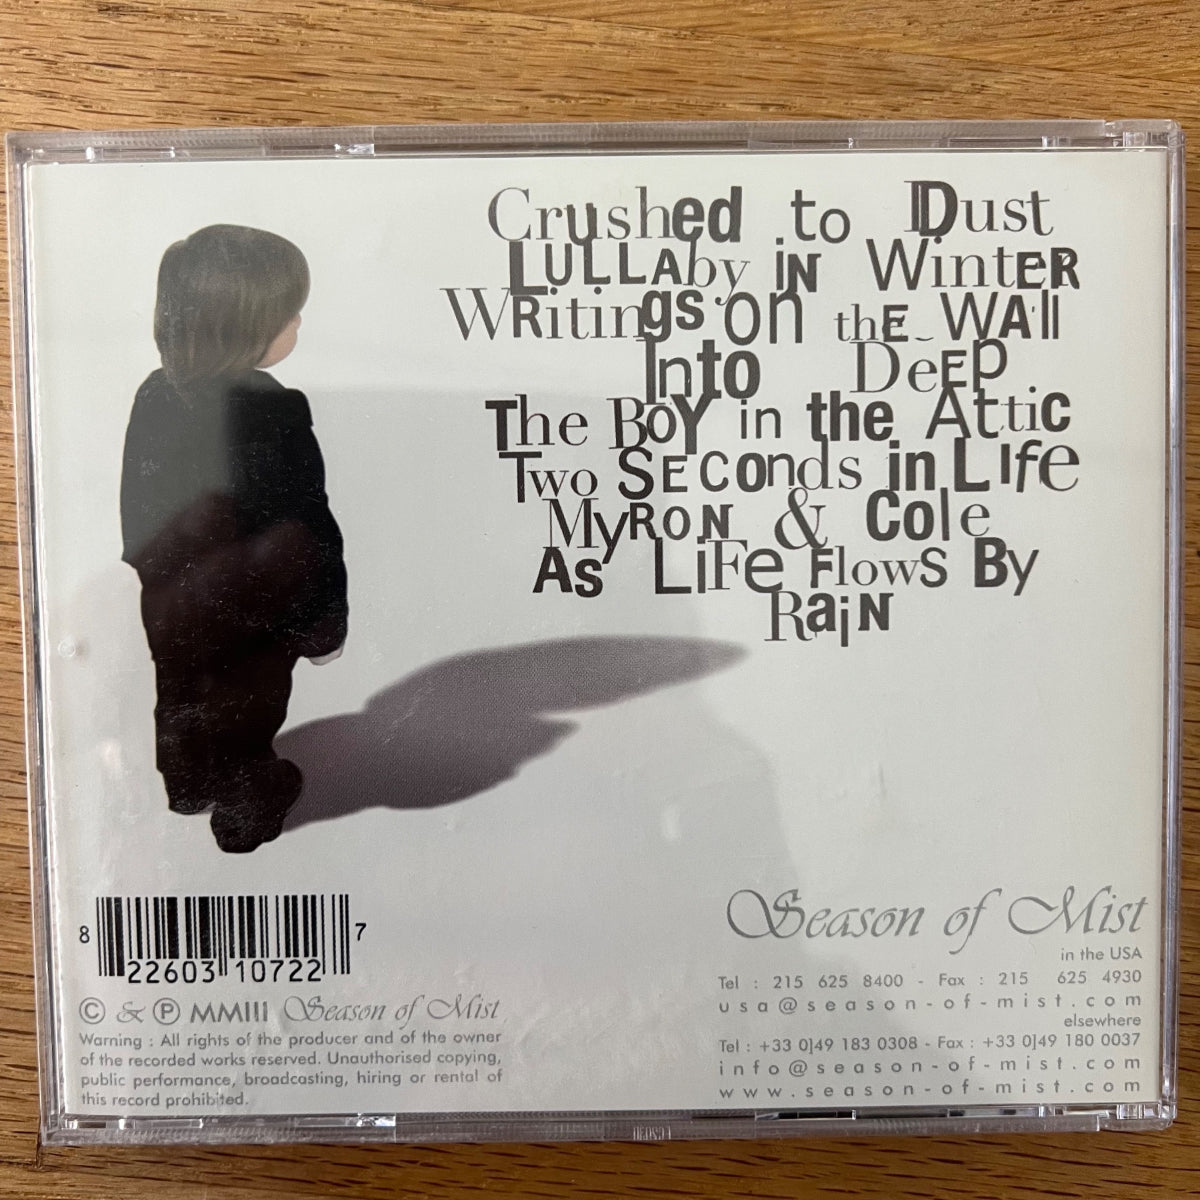 Crushed to Dust
LULLAby iN WintER
WRitings on thE WA'll
Into DeEP
The BoY in the Attic
Two SECOnds in LIfe
MyRON & Cole
As LiFe Flows By
RaiN
8 22603 10722 7
© & ℗ MMIII Season of Mist
Warning : All rights of the producer and of the owner
of the recorded works reserved. Unauthorised copying,
public performance, broadcasting, hiring or rental of
this record prohibited.
Season of Mist
in the USA
Tel : 215 625 8400 - Fax : 215 625 4930
usa@season-of-mist.com
elsewhere
Tel : +33 0]49 183 0308 - Fax : +33 0]49 180 0037
info@season-of-mist.com
www.season-of-mist.com